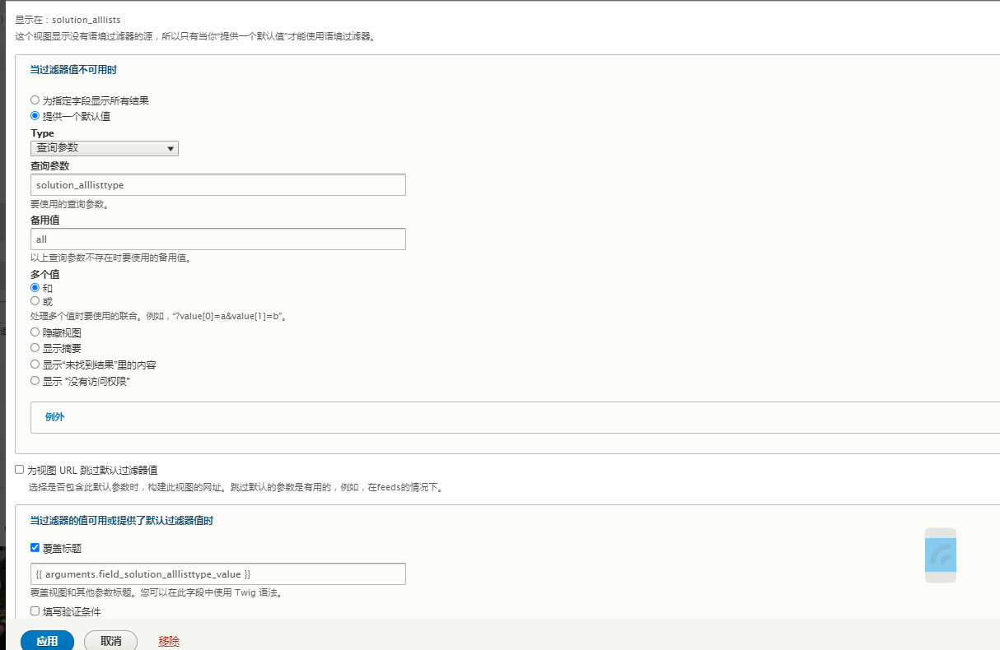 显示在：solution_alllists
这个视图显示没有语境过滤器的源，所以只有当你“提供一个默认值”才能使用语境过滤器。
当过滤器值不可用时
为指定字段显示所有结果
提供一个默认值
Type
查询参数
查询参数
solution_alllisttype
要使用的查询参数。
备用值
all
以上查询参数不存在时要使用的备用值。
多个值
和
或
处理多个值时要使用的联合。例如，“?value[0]=a&value[1]=b”。
隐藏视图
显示摘要
显示“未找到结果”里的内容
显示 "没有访问权限"
例外
为视图 URL 跳过默认过滤器值
选择是否包含此默认参数时，构建此视图的网址。跳过默认的参数是有用的，例如，在feeds的情况下。
当过滤器的值可用或提供了默认过滤器值时
覆盖标题
{{ arguments.field_solution_alllisttype_value }}
覆盖视图和其他参数标题。您可以在此字段中使用 Twig 语法。
填写验证条件
应用 取消 移除